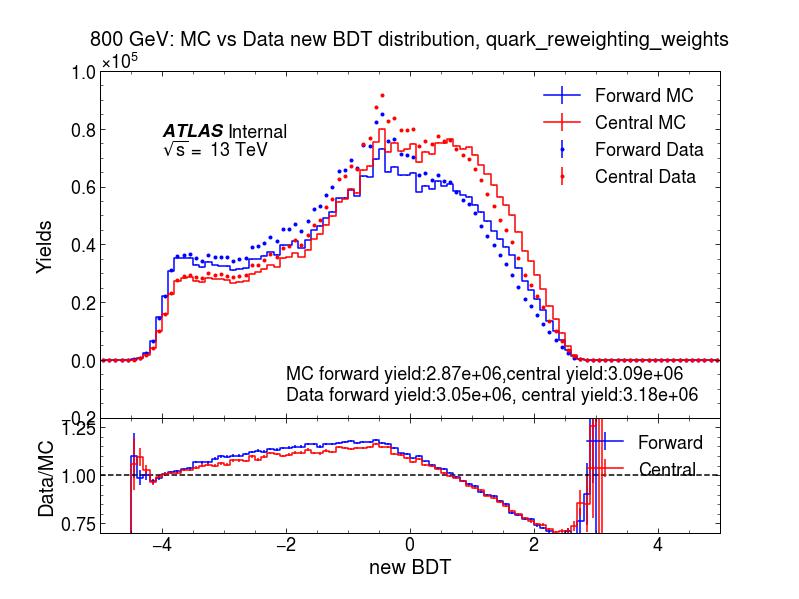 800 GeV: MC vs Data new BDT distribution, quark_reweighting_weights
×10⁵
1.0
0.8
0.6
0.4
0.2
0.0
0.2
Yields
ATLAS Internal
√s = 13 TeV
Forward MC
Central MC
Forward Data
Central Data
MC forward yield:2.87e+06,central yield:3.09e+06
Data forward yield:3.05e+06, central yield:3.18e+06
1.25
1.00
0.75
Data/MC
Forward
Central
−4 −2 0 2 4
new BDT